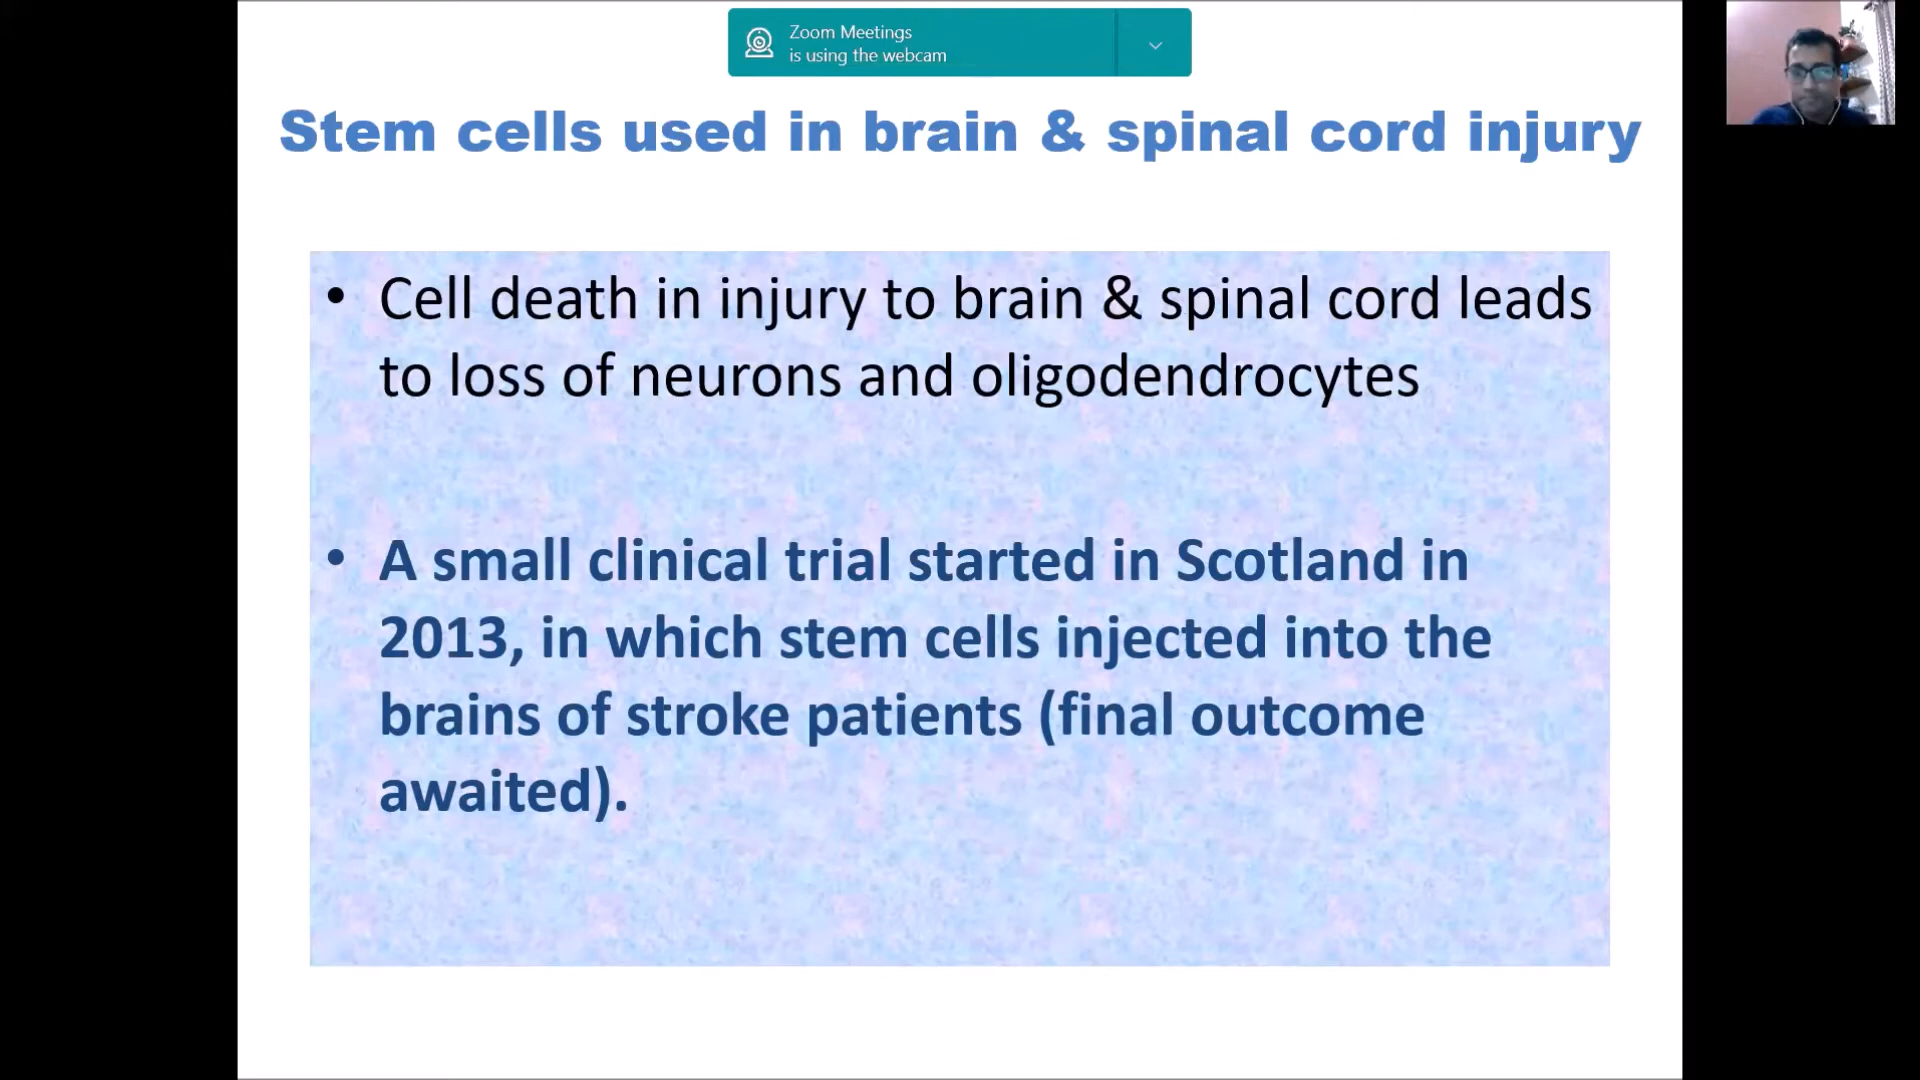 Zoom Meetings
is using the webcam
Stem cells used in brain & spinal cord injury
• Cell death in injury to brain & spinal cord leads
to loss of neurons and oligodendrocytes
• A small clinical trial started in Scotland in
2013, in which stem cells injected into the
brains of stroke patients (final outcome
awaited).